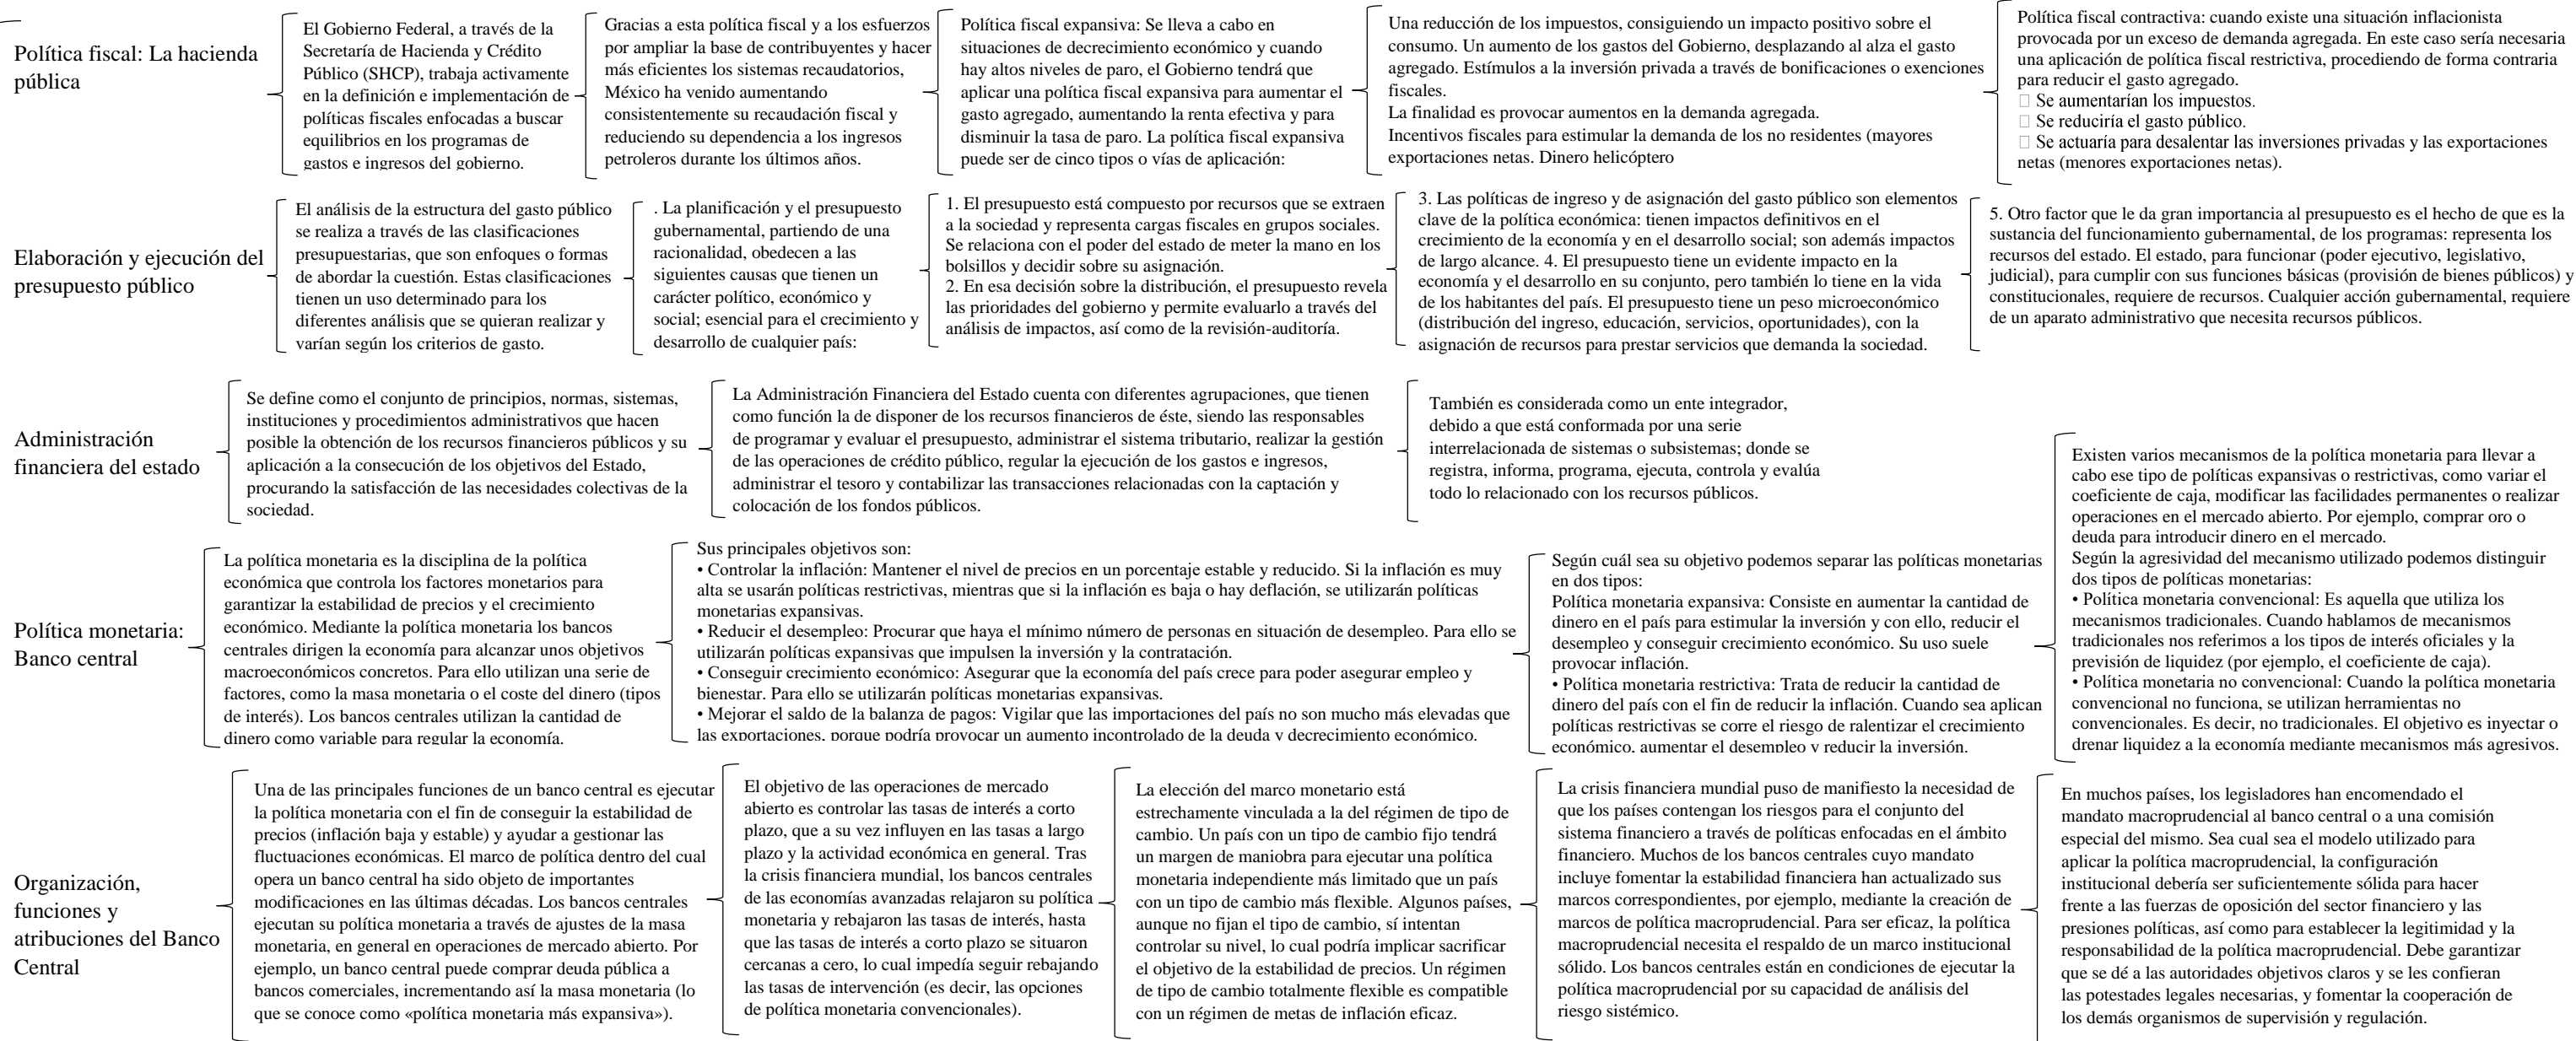 Política fiscal: La hacienda
pública
El Gobierno Federal, a través de la
Secretaría de Hacienda y Crédito
Público (SHCP), trabaja activamente
en la definición e implementación de
políticas fiscales enfocadas a buscar
equilibrios en los programas de
gastos e ingresos del gobierno.
Gracias a esta política fiscal y a los esfuerzos
por ampliar la base de contribuyentes y hacer
más eficientes los sistemas recaudatorios,
México ha venido aumentando
consistentemente su recaudación fiscal y
reduciendo su dependencia a los ingresos
petroleros durante los últimos años.
Política fiscal expansiva: Se lleva a cabo en
situaciones de decrecimiento económico y cuando
hay altos niveles de paro, el Gobierno tendrá que
aplicar una política fiscal expansiva para aumentar el
gasto agregado, aumentando la renta efectiva y para
disminuir la tasa de paro. La política fiscal expansiva
puede ser de cinco tipos o vías de aplicación:
Una reducción de los impuestos, consiguiendo un impacto positivo sobre el
consumo. Un aumento de los gastos del Gobierno, desplazando al alza el gasto
agregado. Estímulos a la inversión privada a través de bonificaciones o exenciones
fiscales.
La finalidad es provocar aumentos en la demanda agregada.
Incentivos fiscales para estimular la demanda de los no residentes (mayores
exportaciones netas. Dinero helicóptero
Política fiscal contractiva: cuando existe una situación inflacionista
provocada por un exceso de demanda agregada. En este caso sería necesaria
una aplicación de política fiscal restrictiva, procediendo de forma contraria
para reducir el gasto agregado.
□ Se aumentarían los impuestos.
□ Se reduciría el gasto público.
□ Se actuaría para desalentar las inversiones privadas y las exportaciones
netas (menores exportaciones netas).
Elaboración y ejecución del
presupuesto público
El análisis de la estructura del gasto público
se realiza a través de las clasificaciones
presupuestarias, que son enfoques o formas
de abordar la cuestión. Estas clasificaciones
tienen un uso determinado para los
diferentes análisis que se quieran realizar y
varían según los criterios de gasto.
. La planificación y el presupuesto
gubernamental, partiendo de una
racionalidad, obedecen a las
siguientes causas que tienen un
carácter político, económico y
social; esencial para el crecimiento y
desarrollo de cualquier país:
1. El presupuesto está compuesto por recursos que se extraen
a la sociedad y representa cargas fiscales en grupos sociales.
Se relaciona con el poder del estado de meter la mano en los
bolsillos y decidir sobre su asignación.
2. En esa decisión sobre la distribución, el presupuesto revela
las prioridades del gobierno y permite evaluarlo a través del
análisis de impactos, así como de la revisión-auditoría.
3. Las políticas de ingreso y de asignación del gasto público son elementos
clave de la política económica: tienen impactos definitivos en el
crecimiento de la economía y en el desarrollo social; son además impactos
de largo alcance. 4. El presupuesto tiene un evidente impacto en la
economía y el desarrollo en su conjunto, pero también lo tiene en la vida
de los habitantes del país. El presupuesto tiene un peso microeconómico
(distribución del ingreso, educación, servicios, oportunidades), con la
asignación de recursos para prestar servicios que demanda la sociedad.
5. Otro factor que le da gran importancia al presupuesto es el hecho de que es la
sustancia del funcionamiento gubernamental, de los programas: representa los
recursos del estado. El estado, para funcionar (poder ejecutivo, legislativo,
judicial), para cumplir con sus funciones básicas (provisión de bienes públicos) y
constitucionales, requiere de recursos. Cualquier acción gubernamental, requiere
de un aparato administrativo que necesita recursos públicos.
Administración
financiera del estado
Se define como el conjunto de principios, normas, sistemas,
instituciones y procedimientos administrativos que hacen
posible la obtención de los recursos financieros públicos y su
aplicación a la consecución de los objetivos del Estado,
procurando la satisfacción de las necesidades colectivas de la
sociedad.
La Administración Financiera del Estado cuenta con diferentes agrupaciones, que tienen
como función la de disponer de los recursos financieros de éste, siendo las responsables
de programar y evaluar el presupuesto, administrar el sistema tributario, realizar la gestión
de las operaciones de crédito público, regular la ejecución de los gastos e ingresos,
administrar el tesoro y contabilizar las transacciones relacionadas con la captación y
colocación de los fondos públicos.
También es considerada como un ente integrador,
debido a que está conformada por una serie
interrelacionada de sistemas o subsistemas; donde se
registra, informa, programa, ejecuta, controla y evalúa
todo lo relacionado con los recursos públicos.
Política monetaria:
Banco central
La política monetaria es la disciplina de la política
económica que controla los factores monetarios para
garantizar la estabilidad de precios y el crecimiento
económico. Mediante la política monetaria los bancos
centrales dirigen la economía para alcanzar unos objetivos
macroeconómicos concretos. Para ello utilizan una serie de
factores, como la masa monetaria o el coste del dinero (tipos
de interés). Los bancos centrales utilizan la cantidad de
dinero como variable para regular la economía.
Sus principales objetivos son:
• Controlar la inflación: Mantener el nivel de precios en un porcentaje estable y reducido. Si la inflación es muy
alta se usarán políticas restrictivas, mientras que si la inflación es baja o hay deflación, se utilizarán políticas
monetarias expansivas.
• Reducir el desempleo: Procurar que haya el mínimo número de personas en situación de desempleo. Para ello se
utilizarán políticas expansivas que impulsen la inversión y la contratación.
• Conseguir crecimiento económico: Asegurar que la economía del país crece para poder asegurar empleo y
bienestar. Para ello se utilizarán políticas monetarias expansivas.
• Mejorar el saldo de la balanza de pagos: Vigilar que las importaciones del país no son mucho más elevadas que
las exportaciones, porque podría provocar un aumento incontrolado de la deuda y decrecimiento económico.
Según cuál sea su objetivo podemos separar las políticas monetarias
en dos tipos:
Política monetaria expansiva: Consiste en aumentar la cantidad de
dinero en el país para estimular la inversión y con ello, reducir el
desempleo y conseguir crecimiento económico. Su uso suele
provocar inflación.
• Política monetaria restrictiva: Trata de reducir la cantidad de
dinero del país con el fin de reducir la inflación. Cuando sea aplican
políticas restrictivas se corre el riesgo de ralentizar el crecimiento
económico, aumentar el desempleo y reducir la inversión.
Existen varios mecanismos de la política monetaria para llevar a
cabo ese tipo de políticas expansivas o restrictivas, como variar el
coeficiente de caja, modificar las facilidades permanentes o realizar
operaciones en el mercado abierto. Por ejemplo, comprar oro o
deuda para introducir dinero en el mercado.
Según la agresividad del mecanismo utilizado podemos distinguir
dos tipos de políticas monetarias:
• Política monetaria convencional: Es aquella que utiliza los
mecanismos tradicionales. Cuando hablamos de mecanismos
tradicionales nos referimos a los tipos de interés oficiales y la
previsión de liquidez (por ejemplo, el coeficiente de caja).
• Política monetaria no convencional: Cuando la política monetaria
convencional no funciona, se utilizan herramientas no
convencionales. Es decir, no tradicionales. El objetivo es inyectar o
drenar liquidez a la economía mediante mecanismos más agresivos.
Organización,
funciones y
atribuciones del Banco
Central
Una de las principales funciones de un banco central es ejecutar
la política monetaria con el fin de conseguir la estabilidad de
precios (inflación baja y estable) y ayudar a gestionar las
fluctuaciones económicas. El marco de política dentro del cual
opera un banco central ha sido objeto de importantes
modificaciones en las últimas décadas. Los bancos centrales
ejecutan su política monetaria a través de ajustes de la masa
monetaria, en general en operaciones de mercado abierto. Por
ejemplo, un banco central puede comprar deuda pública a
bancos comerciales, incrementando así la masa monetaria (lo
que se conoce como «política monetaria más expansiva»).
El objetivo de las operaciones de mercado
abierto es controlar las tasas de interés a corto
plazo, que a su vez influyen en las tasas a largo
plazo y la actividad económica en general. Tras
la crisis financiera mundial, los bancos centrales
de las economías avanzadas relajaron su política
monetaria y rebajaron las tasas de interés, hasta
que las tasas de interés a corto plazo se situaron
cercanas a cero, lo cual impedía seguir rebajando
las tasas de intervención (es decir, las opciones
de política monetaria convencionales).
La elección del marco monetario está
estrechamente vinculada a la del régimen de tipo de
cambio. Un país con un tipo de cambio fijo tendrá
un margen de maniobra para ejecutar una política
monetaria independiente más limitado que un país
con un tipo de cambio más flexible. Algunos países,
aunque no fijan el tipo de cambio, sí intentan
controlar su nivel, lo cual podría implicar sacrificar
el objetivo de la estabilidad de precios. Un régimen
de tipo de cambio totalmente flexible es compatible
con un régimen de metas de inflación eficaz.
La crisis financiera mundial puso de manifiesto la necesidad de
que los países contengan los riesgos para el conjunto del
sistema financiero a través de políticas enfocadas en el ámbito
financiero. Muchos de los bancos centrales cuyo mandato
incluye fomentar la estabilidad financiera han actualizado sus
marcos correspondientes, por ejemplo, mediante la creación de
marcos de política macroprudencial. Para ser eficaz, la política
macroprudencial necesita el respaldo de un marco institucional
sólido. Los bancos centrales están en condiciones de ejecutar la
política macroprudencial por su capacidad de análisis del
riesgo sistémico.
En muchos países, los legisladores han encomendado el
mandato macroprudencial al banco central o a una comisión
especial del mismo. Sea cual sea el modelo utilizado para
aplicar la política macroprudencial, la configuración
institucional debería ser suficientemente sólida para hacer
frente a las fuerzas de oposición del sector financiero y las
presiones políticas, así como para establecer la legitimidad y la
responsabilidad de la política macroprudencial. Debe garantizar
que se dé a las autoridades objetivos claros y se les confieran
las potestades legales necesarias, y fomentar la cooperación de
los demás organismos de supervisión y regulación.